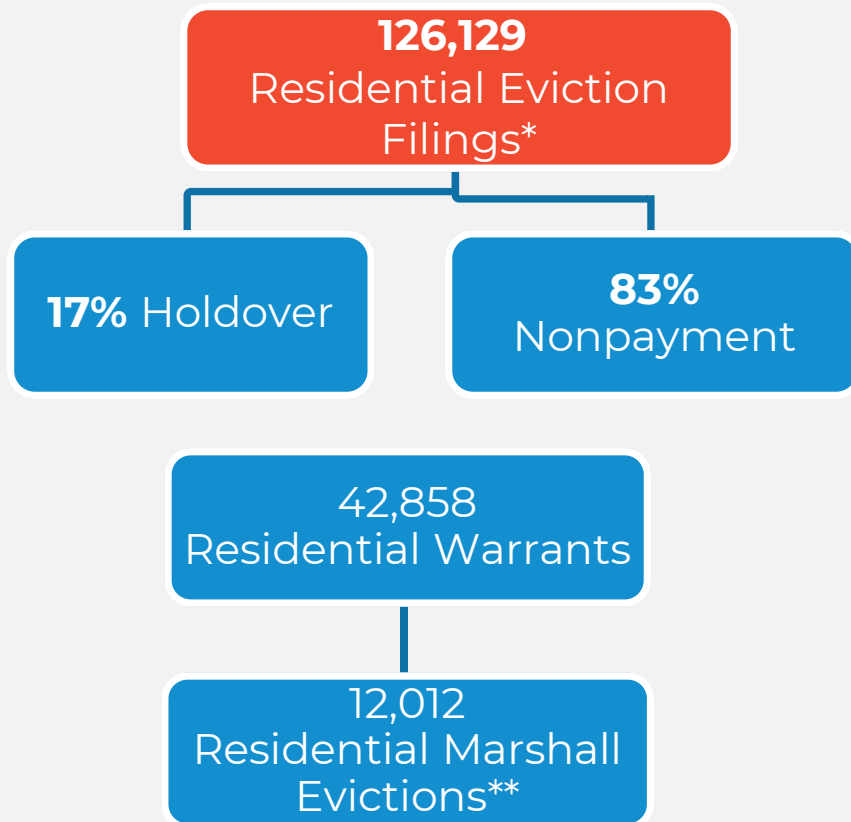 126,129
Residential Eviction
Filings*
17% Holdover
83%
Nonpayment
42,858
Residential Warrants
12,012
Residential Marshall
Evictions**